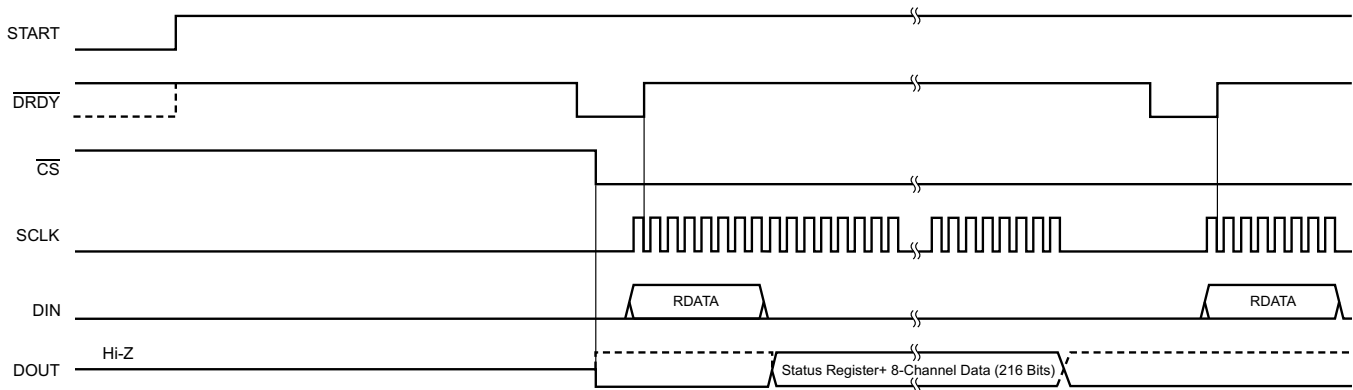 START
DRDY
CS
SCLK
DIN
RDATA
RDATA
DOUT
Hi-Z
Status Register+ 8-Channel Data (216 Bits)